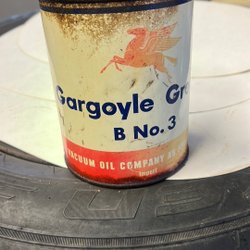 Gargoyle Gr
B No. 3
VACUUM OIL COMPANY